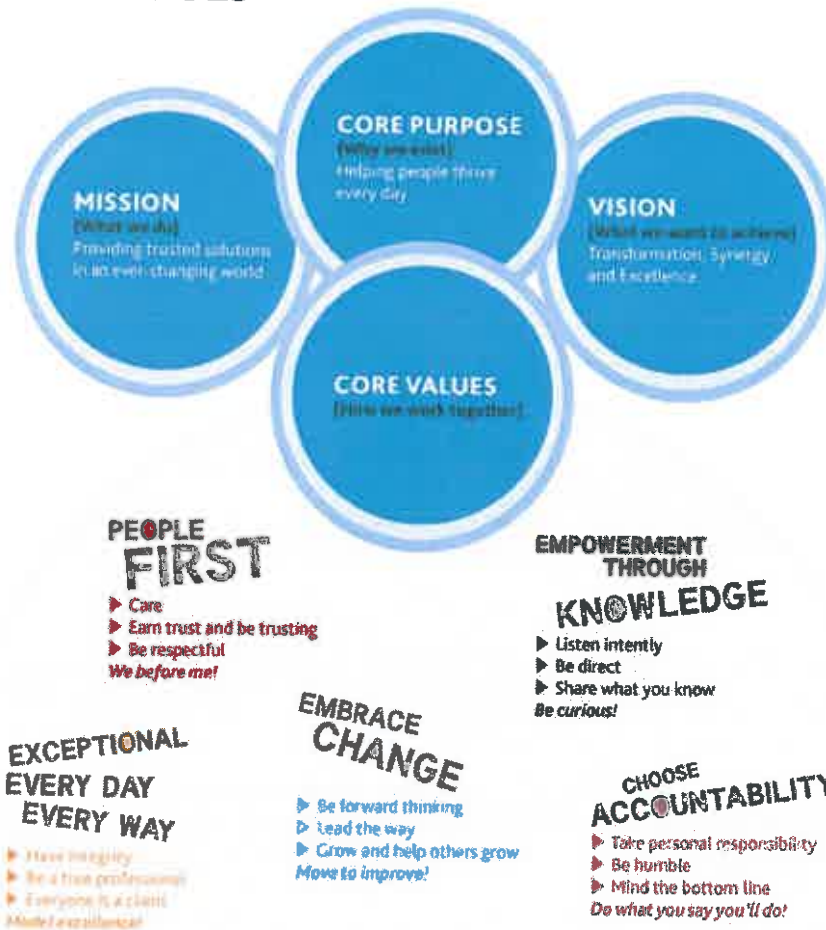 CORE PURPOSE
(Why we exist)
Helping people thrive
every day
MISSION
(What we do)
Providing trusted solutions
in an ever-changing world
VISION
(What we want to achieve)
Transformation, Synergy,
and Excellence
CORE VALUES
(How we work together)
PEOPLE
FIRST
▶ Care
▶ Earn trust and be trusting
▶ Be respectful
We before me!
EMPOWERMENT
THROUGH
KNOWLEDGE
▶ Listen intently
▶ Be direct
▶ Share what you know
Be curious!
EXCEPTIONAL
EVERY DAY
EVERY WAY
▶ Have integrity
▶ Be a true professional
▶ Everyone is a client
Model excellence!
EMBRACE
CHANGE
▶ Be forward thinking
▶ Lead the way
▶ Grow and help others grow
Move to improve!
CHOOSE
ACCOUNTABILITY
▶ Take personal responsibility
▶ Be humble
▶ Mind the bottom line
Do what you say you'll do!